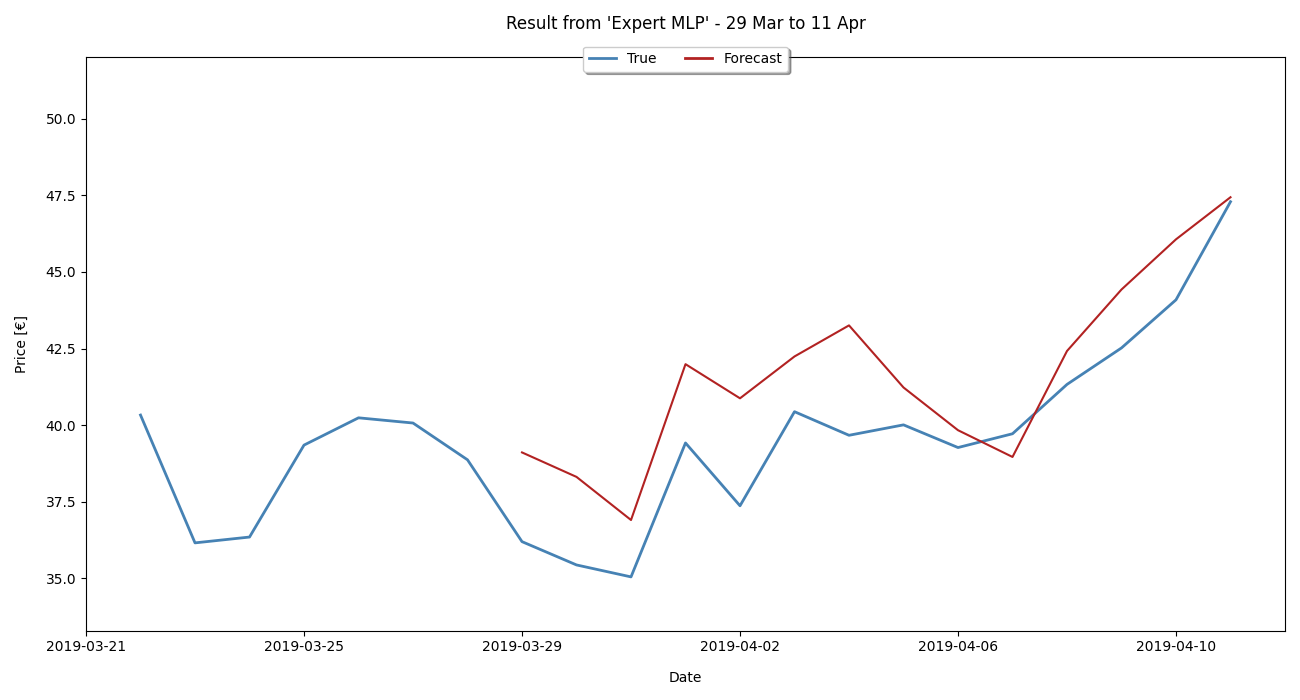 Result from 'Expert MLP' - 29 Mar to 11 Apr
True Forecast
50.0
47.5
45.0
42.5
40.0
37.5
35.0
Price [€]
2019-03-21 2019-03-25 2019-03-29 2019-04-02 2019-04-06 2019-04-10
Date